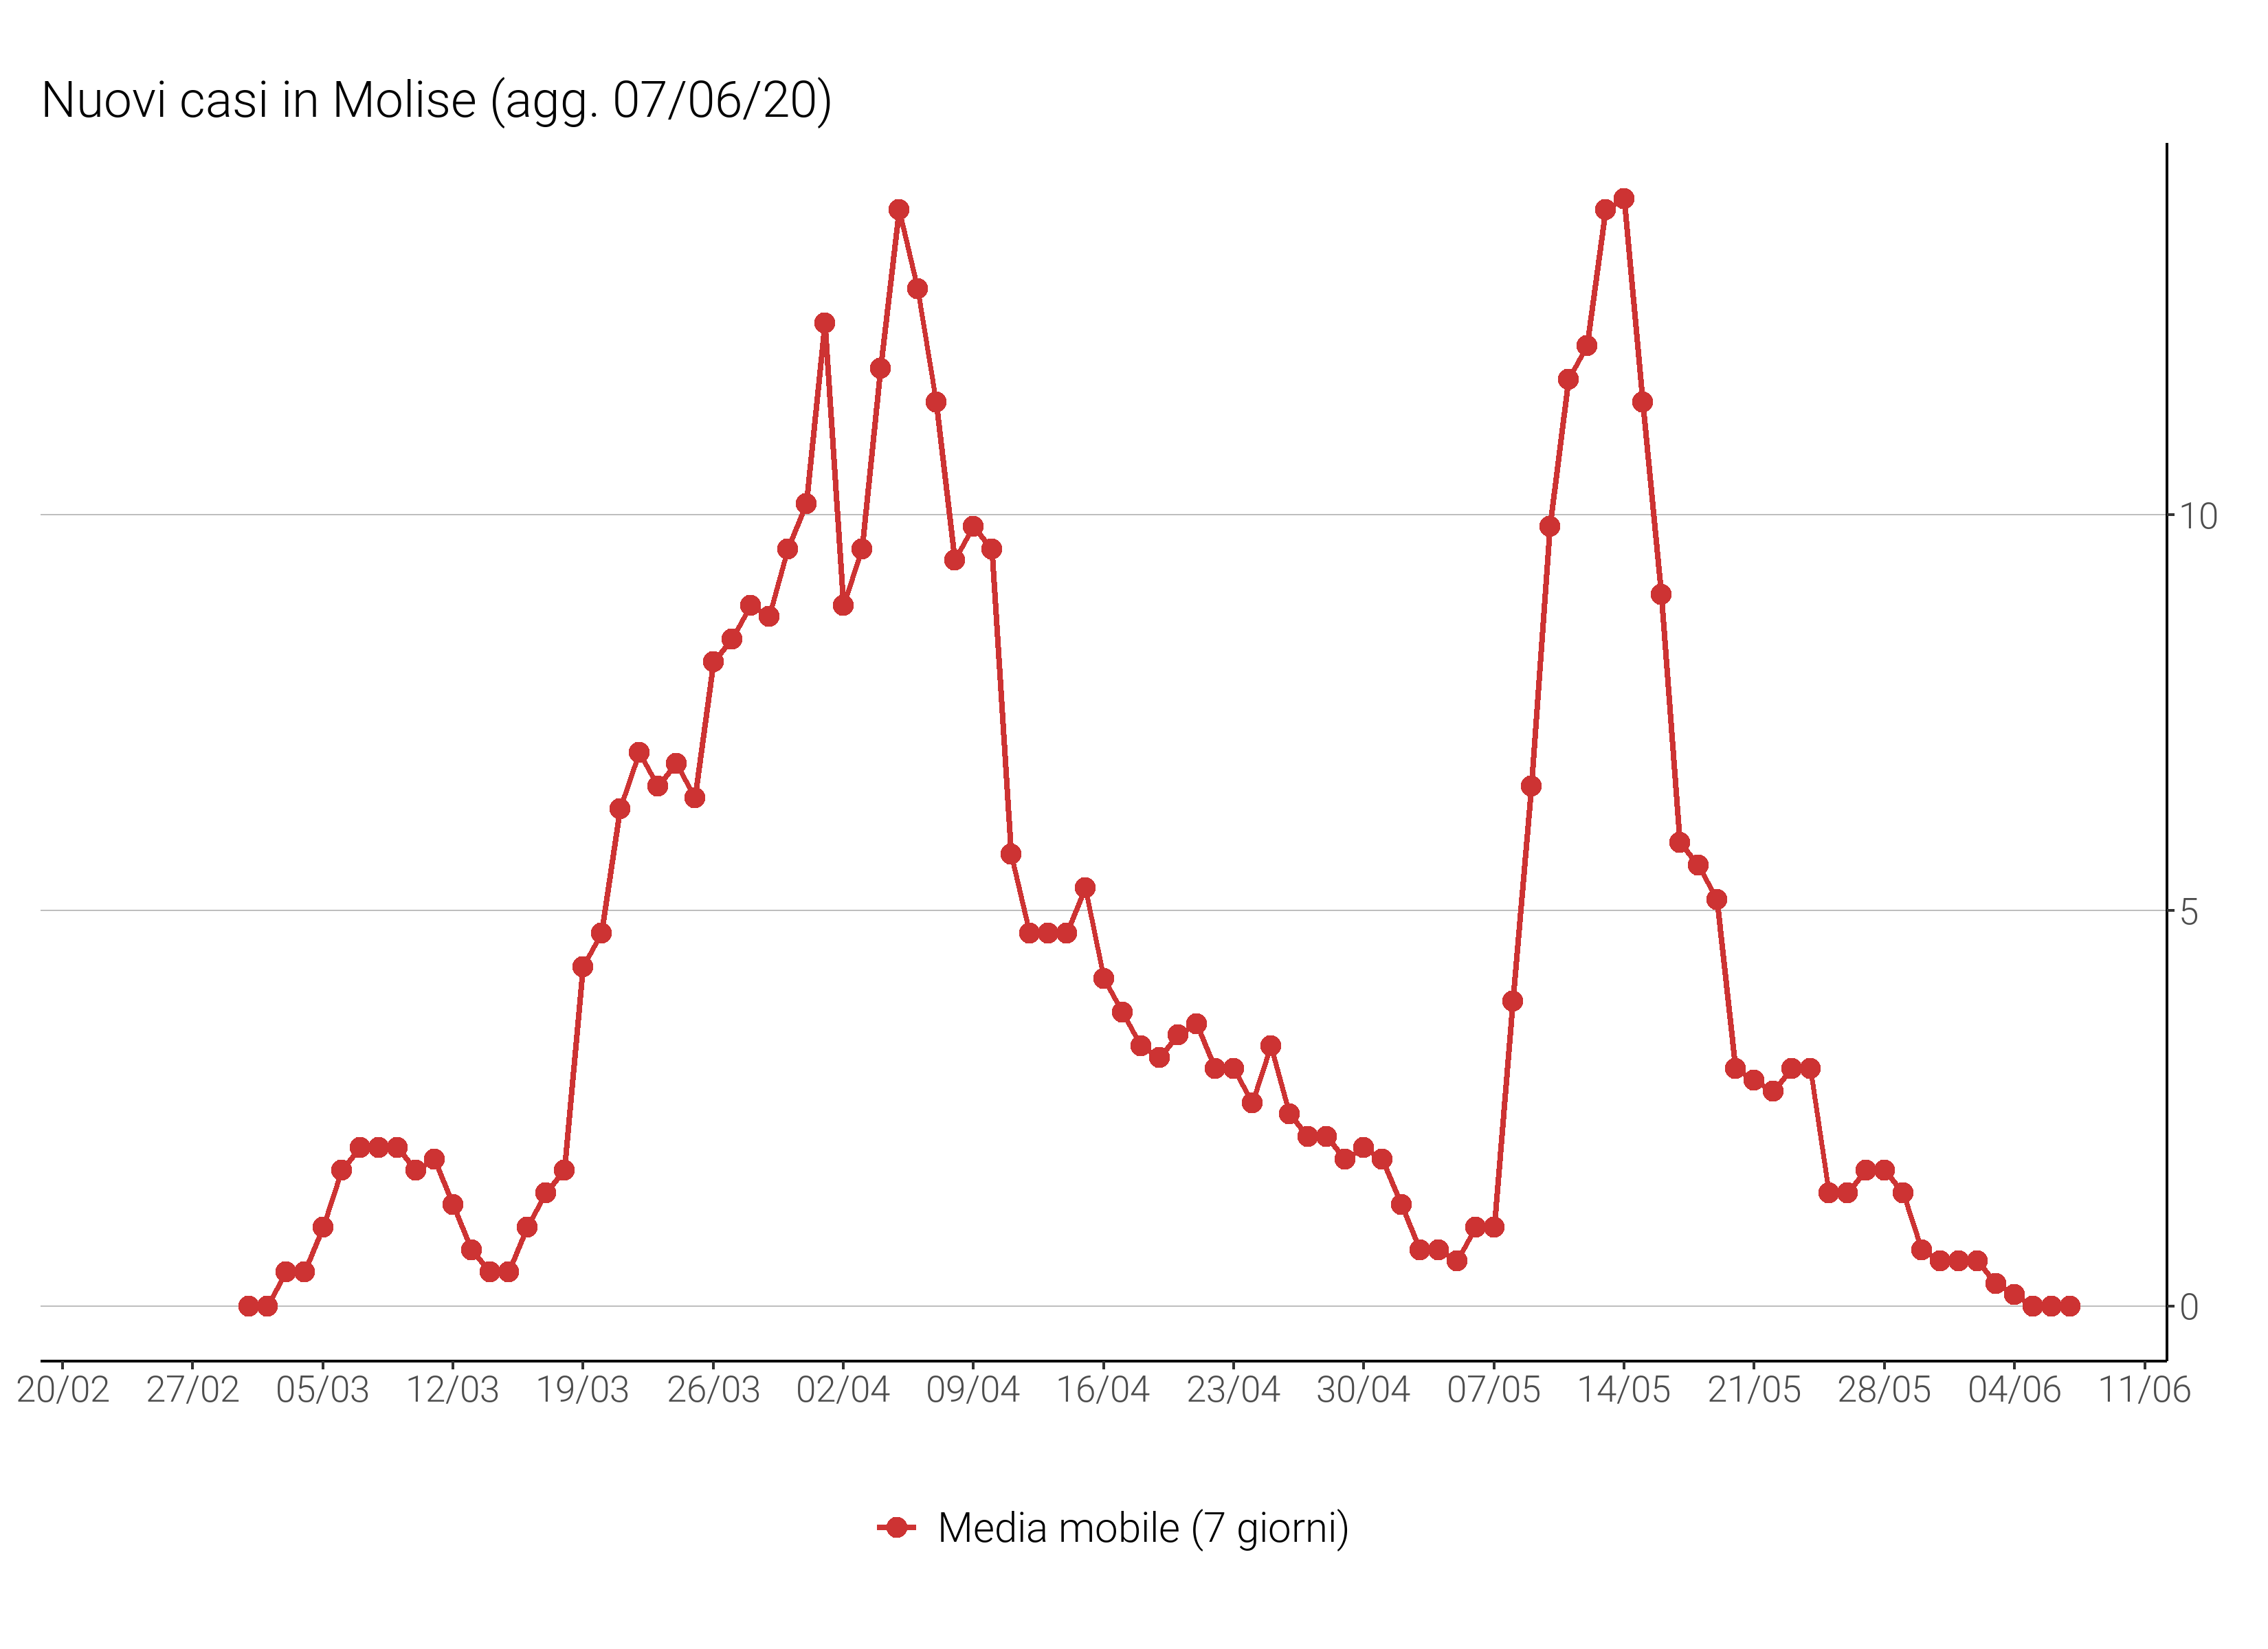 Nuovi casi in Molise (agg. 07/06/20)
10
5
0
20/02 27/02 05/03 12/03 19/03 26/03 02/04 09/04 16/04 23/04 30/04 07/05 14/05 21/05 28/05 04/06 11/06
Media mobile (7 giorni)